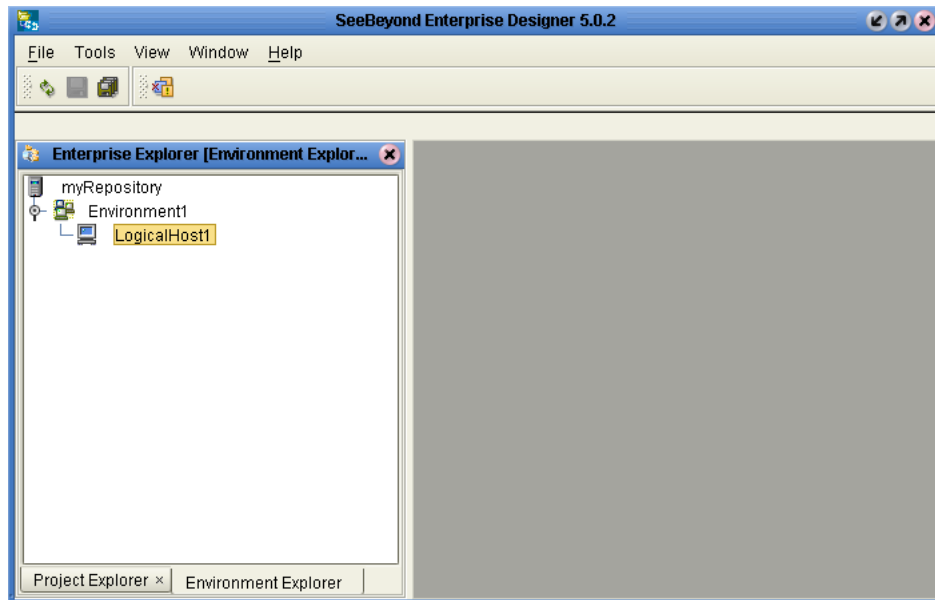 SeeBeyond Enterprise Designer 5.0.2
File Tools View Window Help
Enterprise Explorer [Environment Explor...
myRepository
Environment1
LogicalHost1
Project Explorer × Environment Explorer